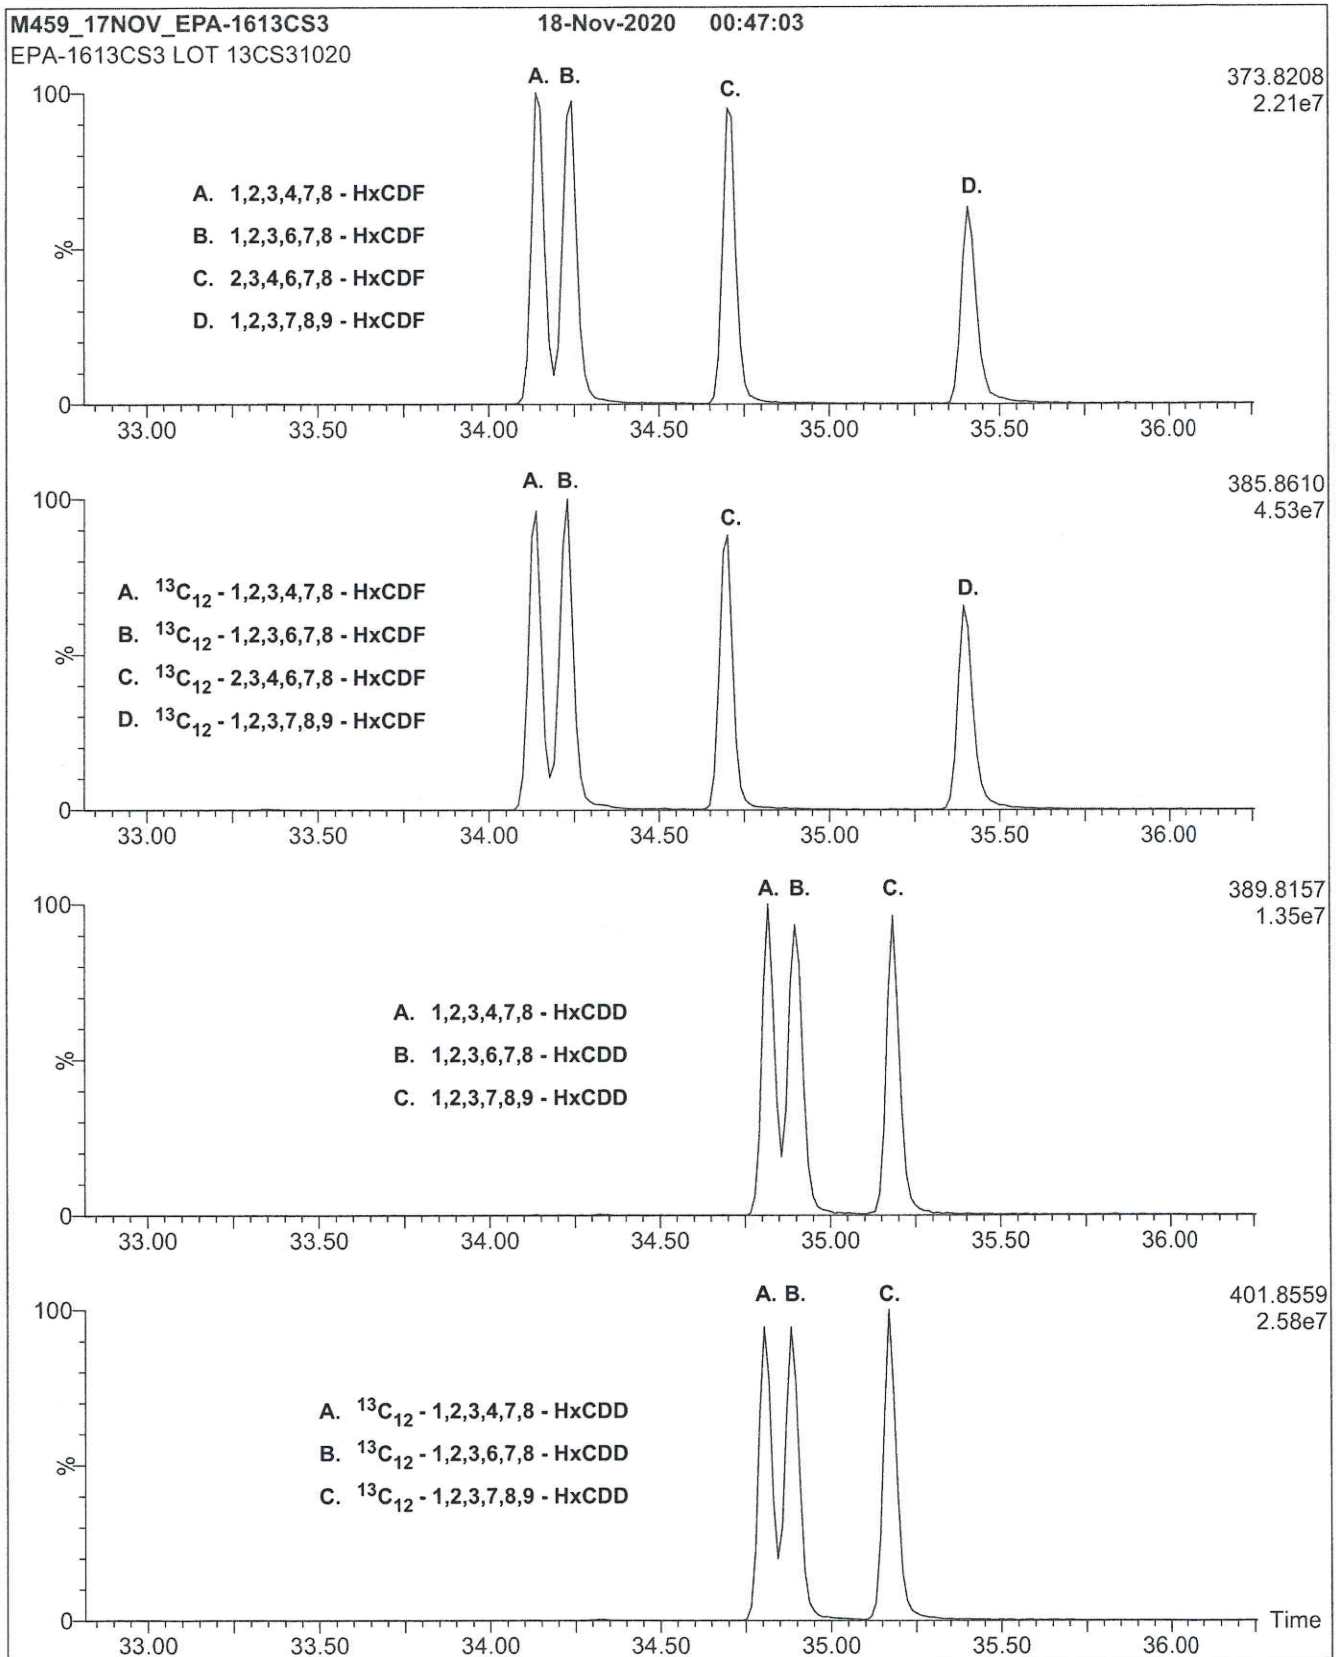 M459_17NOV_EPA-1613CS3 18-Nov-2020 00:47:03
EPA-1613CS3 LOT 13CS31020
373.8208
2.21e7
A. B. C. D.
100
%
0
A. 1,2,3,4,7,8 - HxCDF
B. 1,2,3,6,7,8 - HxCDF
C. 2,3,4,6,7,8 - HxCDF
D. 1,2,3,7,8,9 - HxCDF
33.00 33.50 34.00 34.50 35.00 35.50 36.00
385.8610
4.53e7
A. B. C. D.
100
%
0
A. ¹³C₁₂ - 1,2,3,4,7,8 - HxCDF
B. ¹³C₁₂ - 1,2,3,6,7,8 - HxCDF
C. ¹³C₁₂ - 2,3,4,6,7,8 - HxCDF
D. ¹³C₁₂ - 1,2,3,7,8,9 - HxCDF
33.00 33.50 34.00 34.50 35.00 35.50 36.00
389.8157
1.35e7
A. B. C.
100
%
0
A. 1,2,3,4,7,8 - HxCDD
B. 1,2,3,6,7,8 - HxCDD
C. 1,2,3,7,8,9 - HxCDD
33.00 33.50 34.00 34.50 35.00 35.50 36.00
401.8559
2.58e7
A. B. C.
100
%
0
A. ¹³C₁₂ - 1,2,3,4,7,8 - HxCDD
B. ¹³C₁₂ - 1,2,3,6,7,8 - HxCDD
C. ¹³C₁₂ - 1,2,3,7,8,9 - HxCDD
Time
33.00 33.50 34.00 34.50 35.00 35.50 36.00